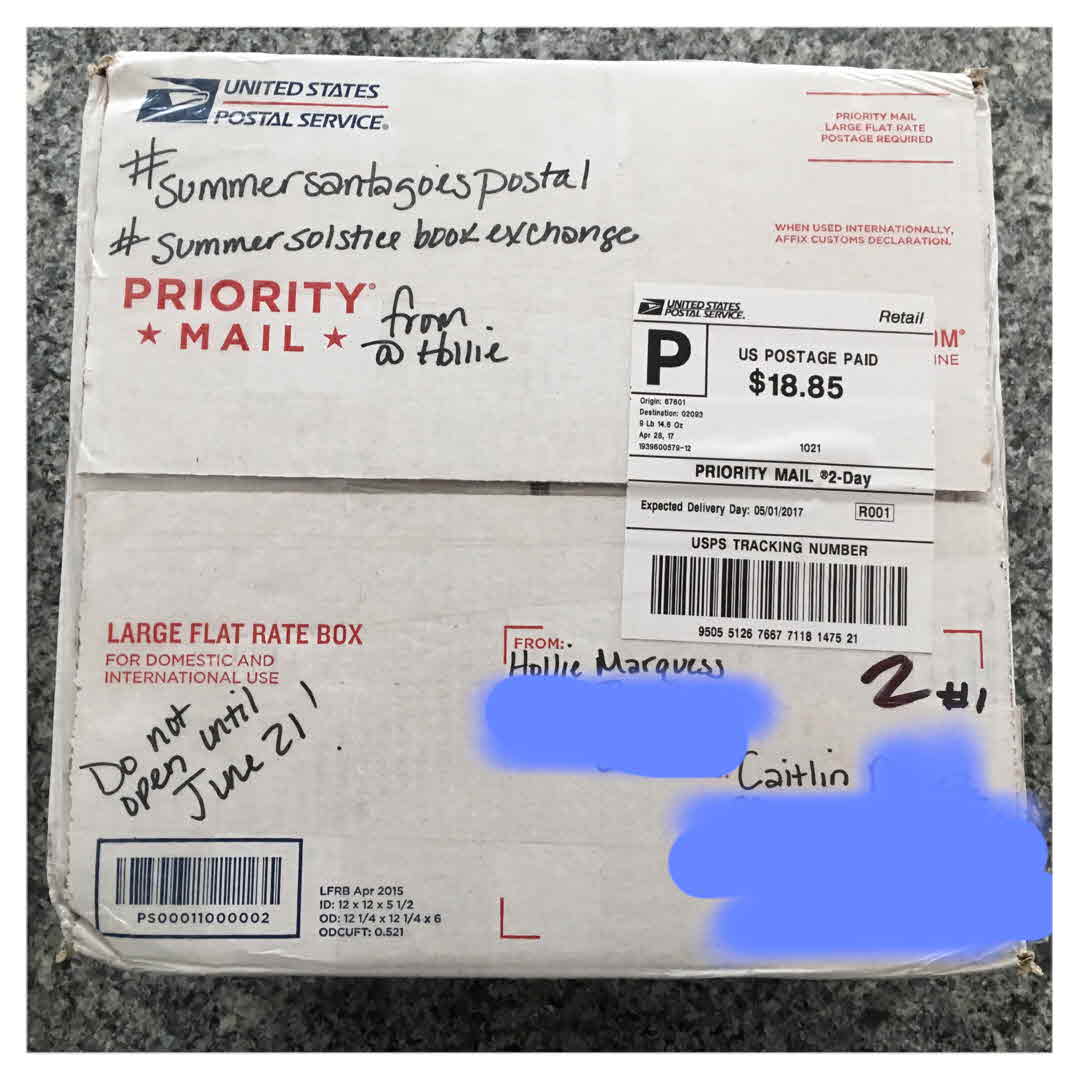 UNITED STATES
POSTAL SERVICE®
#summersantagoespostal
# summer solstice book exchange
PRIORITY®
★ MAIL ★
from
@Hollie
PRIORITY MAIL
LARGE FLAT RATE
POSTAGE REQUIRED
WHEN USED INTERNATIONALLY,
AFFIX CUSTOMS DECLARATION.
OM®
INE
UNITED STATES
POSTAL SERVICE.
Retail
P
US POSTAGE PAID
$18.85
Origin: 67601
Destination: 02093
9 Lb 14.6 Oz
Apr 28, 17
1939600579-12
1021
PRIORITY MAIL ®2-Day
Expected Delivery Day: 05/01/2017
R001
USPS TRACKING NUMBER
9505 5126 7667 7118 1475 21
LARGE FLAT RATE BOX
FOR DOMESTIC AND
INTERNATIONAL USE
Do not
open until
June 21!
FROM:
Hollie Marquess
2 #1
Caitlin
PS00011000002
LFRB Apr 2015
ID: 12 x 12 x 5 1/2
OD: 12 1/4 x 12 1/4 x 6
ODCUFT: 0.521